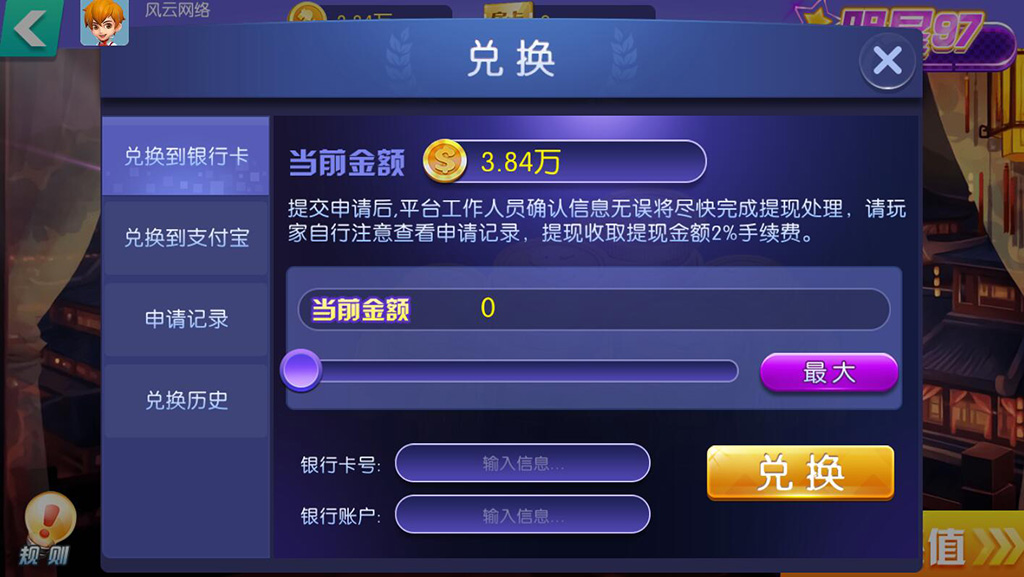 风云网络
兑换
兑换到银行卡
兑换到支付宝
申请记录
兑换历史
当前金额
3.84万
提交申请后,平台工作人员确认信息无误将尽快完成提现处理，请玩
家自行注意查看申请记录，提现收取提现金额2%手续费。
当前金额
0
最大
银行卡号:
输入信息...
银行账户:
输入信息...
兑换
规则
值
97